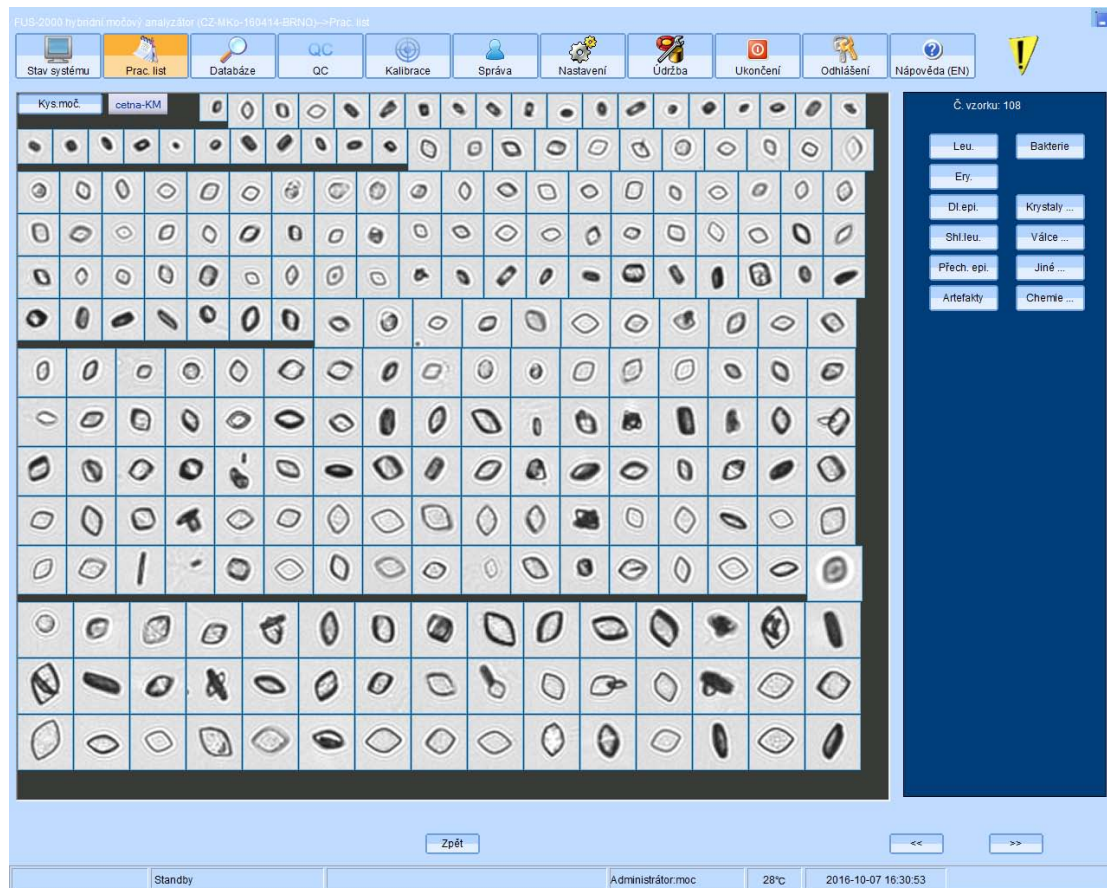 FUS-2000 hybridní močový analyzátor (CZ-MKo-160414-BRNO)-->Prac. list
Stav systému
Prac. list
Databáze
QC
QC
Kalibrace
Správa
Nastavení
Údržba
Ukončení
Odhlášení
Nápověda (EN)
Kys.moč.
cetna-KM
Č. vzorku: 108
Leu.
Bakterie
Ery.
Dl.epi.
Krystaly ...
Shl.leu.
Válce ...
Přech. epi.
Jiné ...
Artefakty
Chemie ...
Zpět
<<
>>
Standby
Administrátor:moc
28℃
2016-10-07 16:30:53